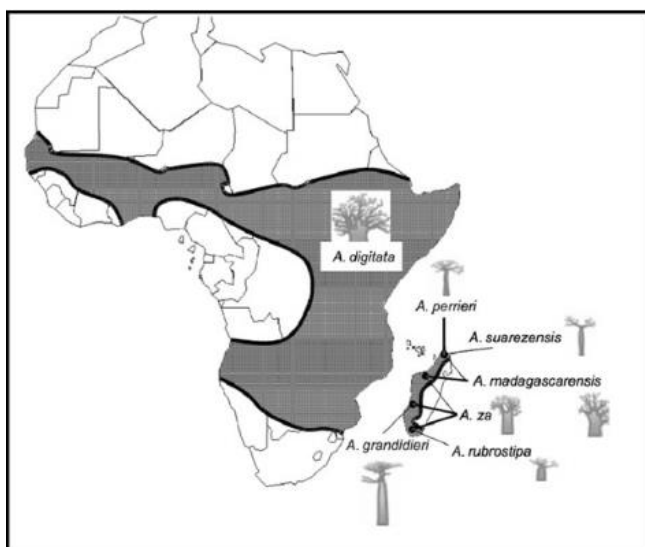 A. digitata
A. perrieri
A. suarezensis
A. madagascarensis
A. za
A. grandidieri
A. rubrostipa